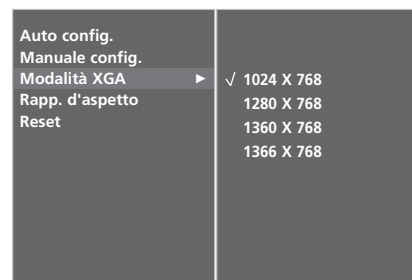 Auto config.
Manuale config.
Modalità XGA ►
Rapp. d'aspetto
Reset
√ 1024 X 768
1280 X 768
1360 X 768
1366 X 768